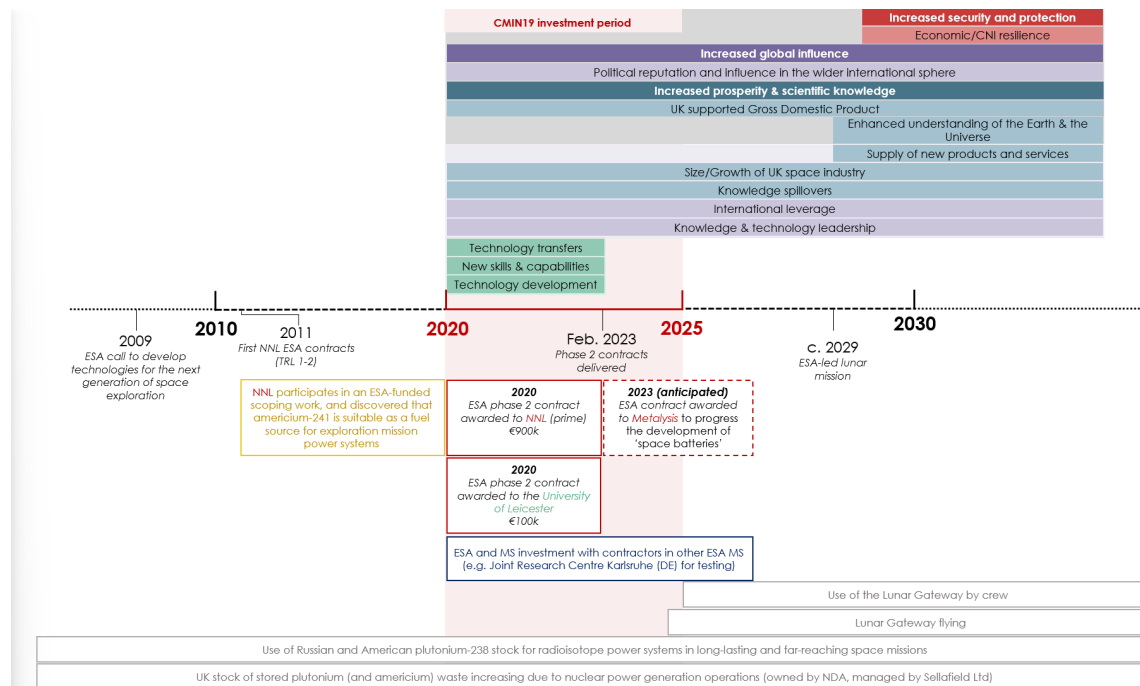 CMIN19 investment period
Increased security and protection
Economic/CNI resilience
Increased global influence
Political reputation and influence in the wider international sphere
Increased prosperity & scientific knowledge
UK supported Gross Domestic Product
Enhanced understanding of the Earth & the
Universe
Supply of new products and services
Size/Growth of UK space industry
Knowledge spillovers
International leverage
Knowledge & technology leadership
Technology transfers
New skills & capabilities
Technology development
2009
ESA call to develop
technologies for the next
generation of space
exploration
2010
2011
First NNL ESA contracts
(TRL 1-2)
2020
Feb. 2023
Phase 2 contracts
delivered
2025
c. 2029
ESA-led lunar
mission
2030
NNL participates in an ESA-funded
scoping work, and discovered that
americium-241 is suitable as a fuel
source for exploration mission
power systems
2020
ESA phase 2 contract
awarded to NNL (prime)
€900k
2023 (anticipated)
ESA contract awarded
to Metalysis to progress
the development of
‘space batteries’
2020
ESA phase 2 contract
awarded to the University
of Leicester
€100k
ESA and MS investment with contractors in other ESA MS
(e.g. Joint Research Centre Karlsruhe (DE) for testing)
Use of the Lunar Gateway by crew
Lunar Gateway flying
Use of Russian and American plutonium-238 stock for radioisotope power systems in long-lasting and far-reaching space missions
UK stock of stored plutonium (and americium) waste increasing due to nuclear power generation operations (owned by NDA, managed by Sellafield Ltd)